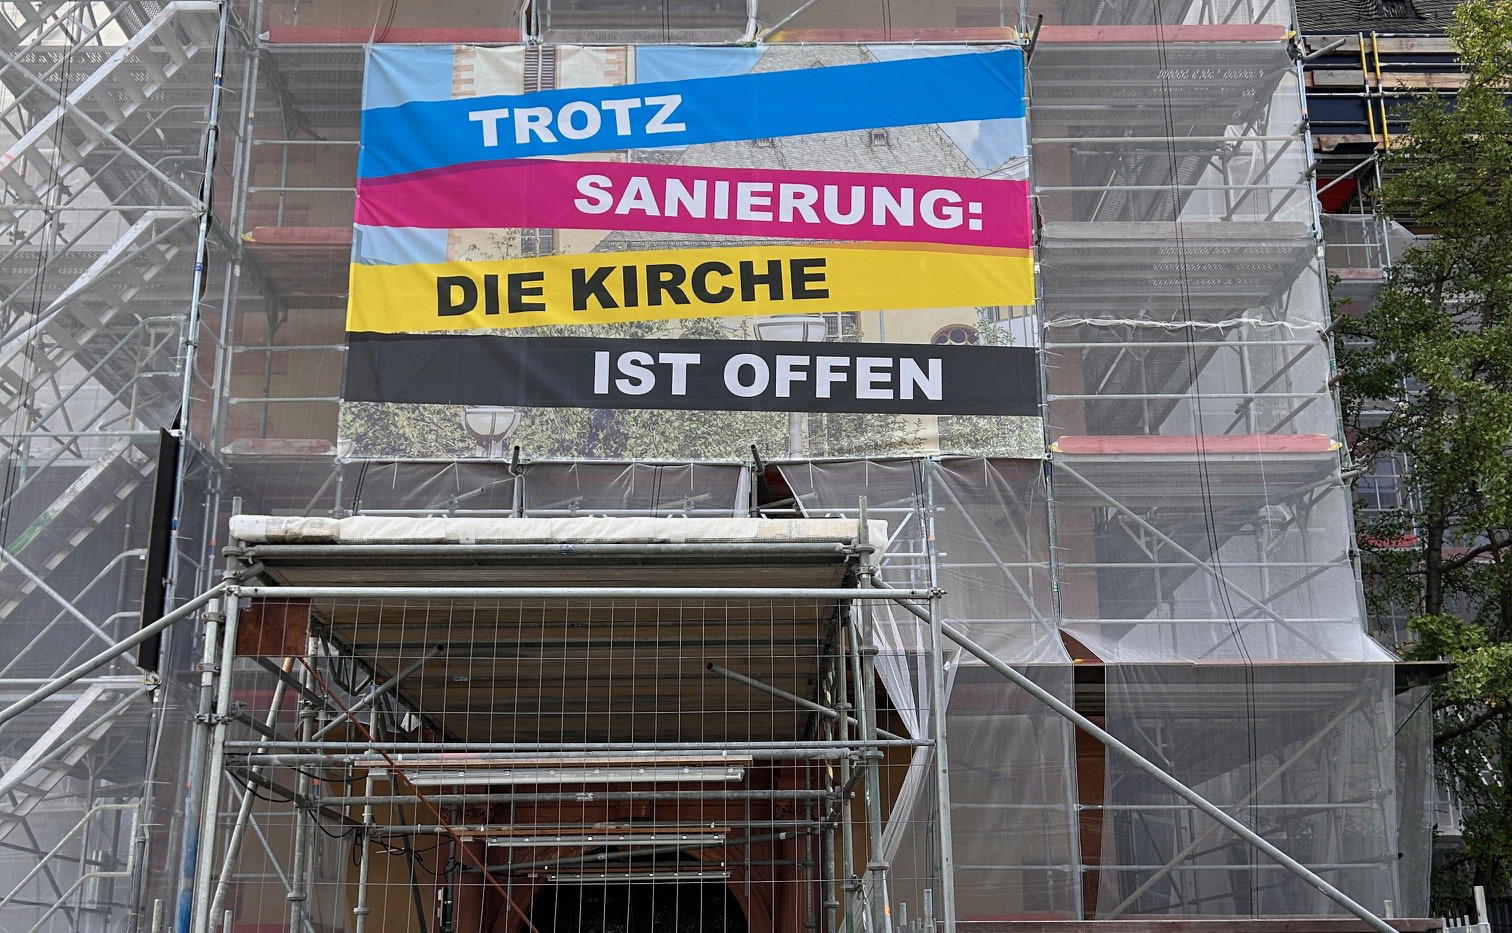 TROTZ
SANIERUNG:
DIE KIRCHE
IST OFFEN